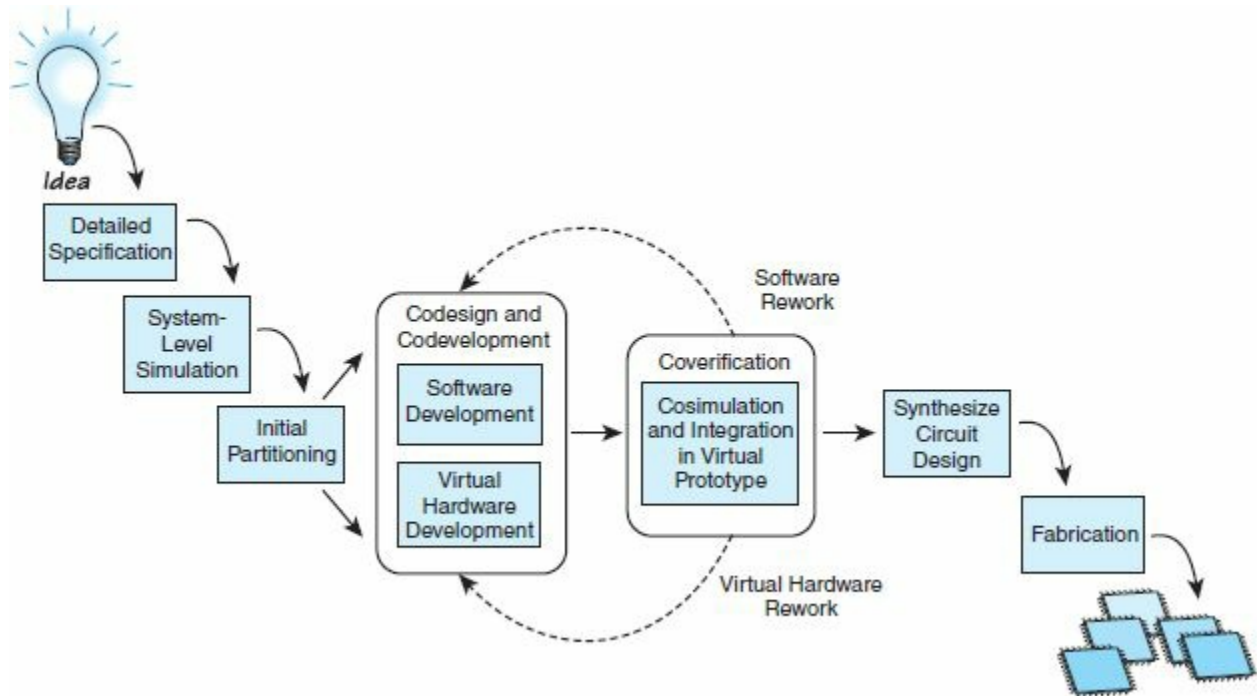 Idea
Detailed
Specification
System-
Level
Simulation
Initial
Partitioning
Codesign and
Codevelopment
Software
Development
Virtual
Hardware
Development
Software
Rework
Coverification
Cosimulation
and Integration
in Virtual
Prototype
Virtual Hardware
Rework
Synthesize
Circuit
Design
Fabrication